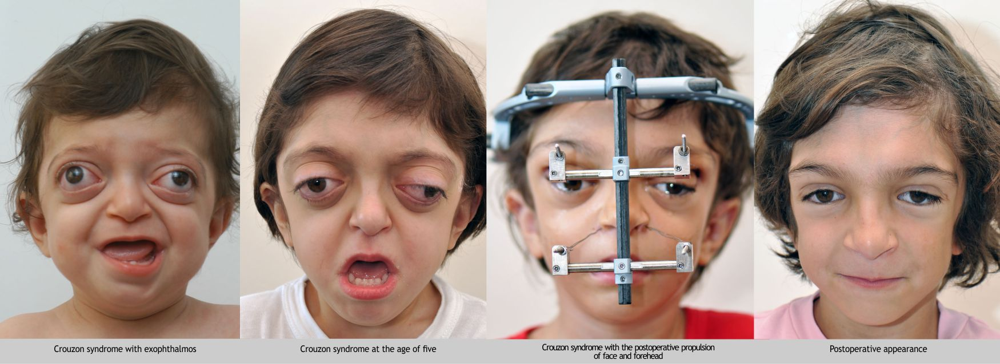 Crouzon syndrome with exophthalmos
Crouzon syndrome at the age of five
Crouzon syndrome with the postoperative propulsion
of face and forehead
Postoperative appearance